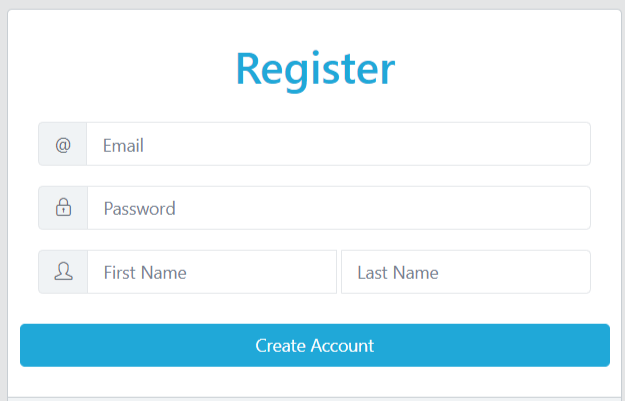 Register
@ Email
Password
First Name Last Name
Create Account